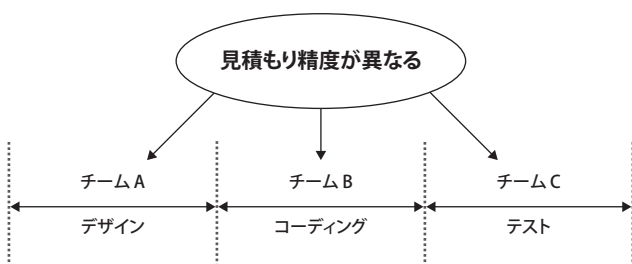 見積もり精度が異なる
チーム A
チーム B
チーム C
デザイン
コーディング
テスト